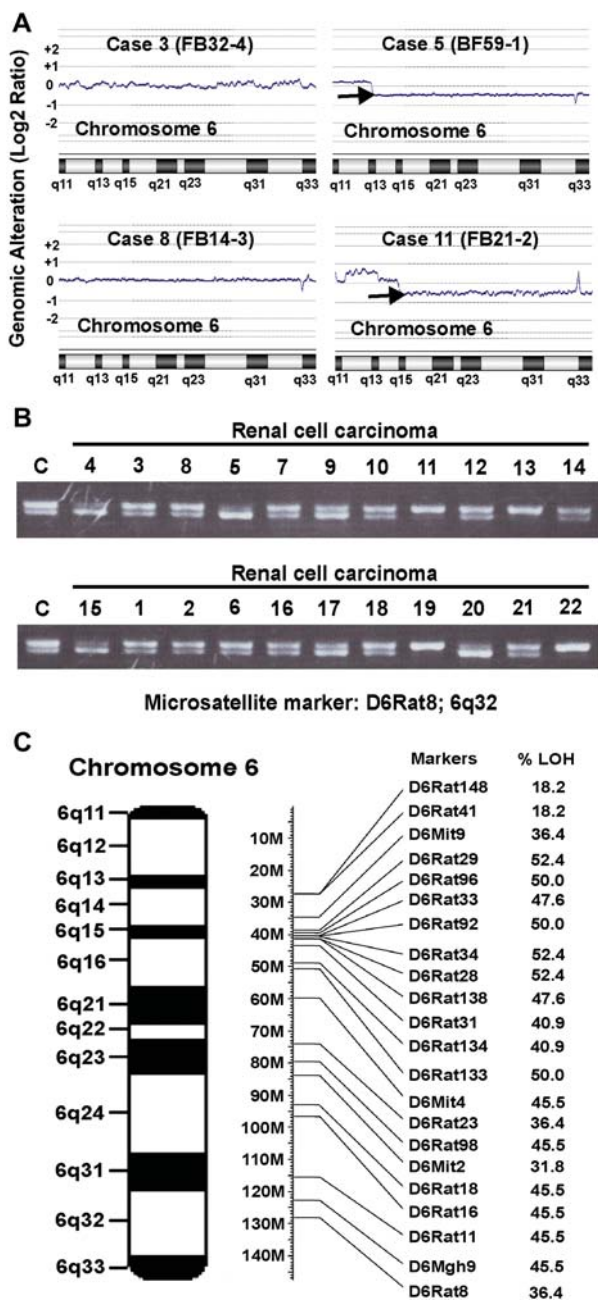 A
Genomic Alteration (Log2 Ratio)
Case 3 (FB32-4)
+2
+1
0
-1
-2
Chromosome 6
q11 q13 q15 q21 q23 q31 q33
Case 5 (BF59-1)
Chromosome 6
q11 q13 q15 q21 q23 q31 q33
Case 8 (FB14-3)
+2
+1
0
-1
-2
Chromosome 6
q11 q13 q15 q21 q23 q31 q33
Case 11 (FB21-2)
Chromosome 6
q11 q13 q15 q21 q23 q31 q33
B
Renal cell carcinoma
C 4 3 8 5 7 9 10 11 12 13 14
Renal cell carcinoma
C 15 1 2 6 16 17 18 19 20 21 22
Microsatellite marker: D6Rat8; 6q32
C
Chromosome 6
6q11
6q12
6q13
6q14
6q15
6q16
6q21
6q22
6q23
6q24
6q31
6q32
6q33
10M
20M
30M
40M
50M
60M
70M
80M
90M
100M
110M
120M
130M
140M
Markers % LOH
D6Rat148 18.2
D6Rat41 18.2
D6Mit9 36.4
D6Rat29 52.4
D6Rat96 50.0
D6Rat33 47.6
D6Rat92 50.0
D6Rat34 52.4
D6Rat28 52.4
D6Rat138 47.6
D6Rat31 40.9
D6Rat134 40.9
D6Rat133 50.0
D6Mit4 45.5
D6Rat23 36.4
D6Rat98 45.5
D6Mit2 31.8
D6Rat18 45.5
D6Rat16 45.5
D6Rat11 45.5
D6Mgh9 45.5
D6Rat8 36.4